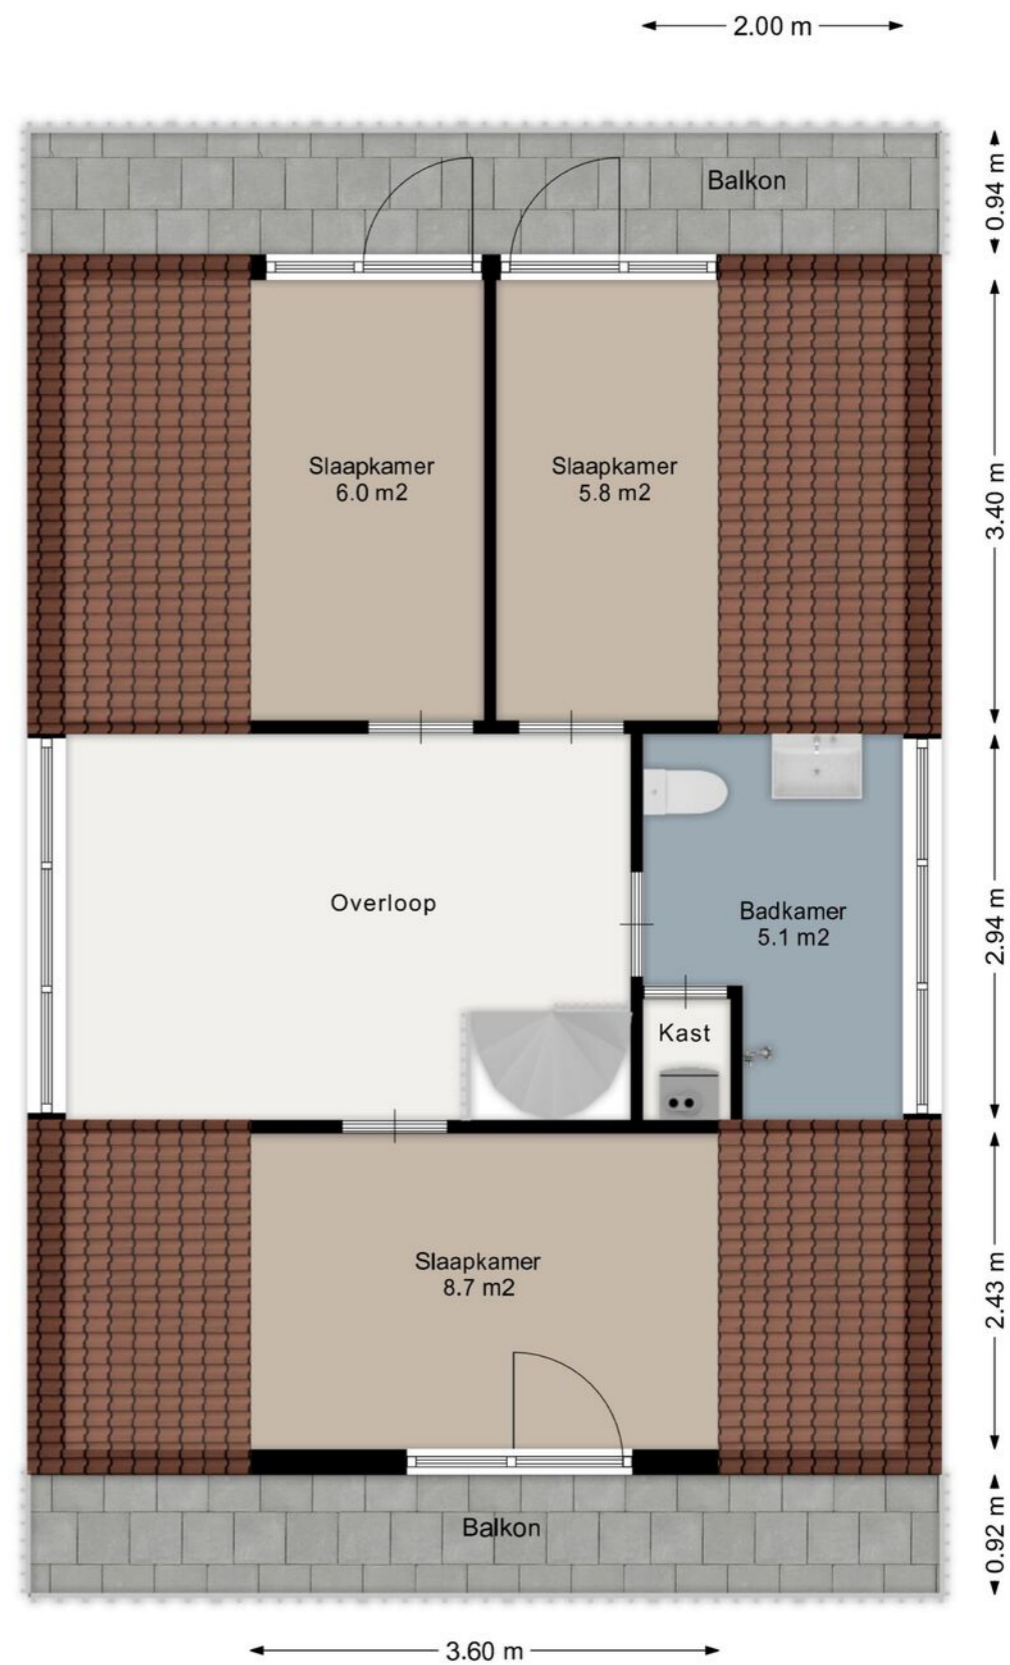 2.00 m
Balkon
0.94 m
Slaapkamer
6.0 m2
Slaapkamer
5.8 m2
3.40 m
Overloop
Badkamer
5.1 m2
2.94 m
Kast
Slaapkamer
8.7 m2
2.43 m
Balkon
0.92 m
3.60 m